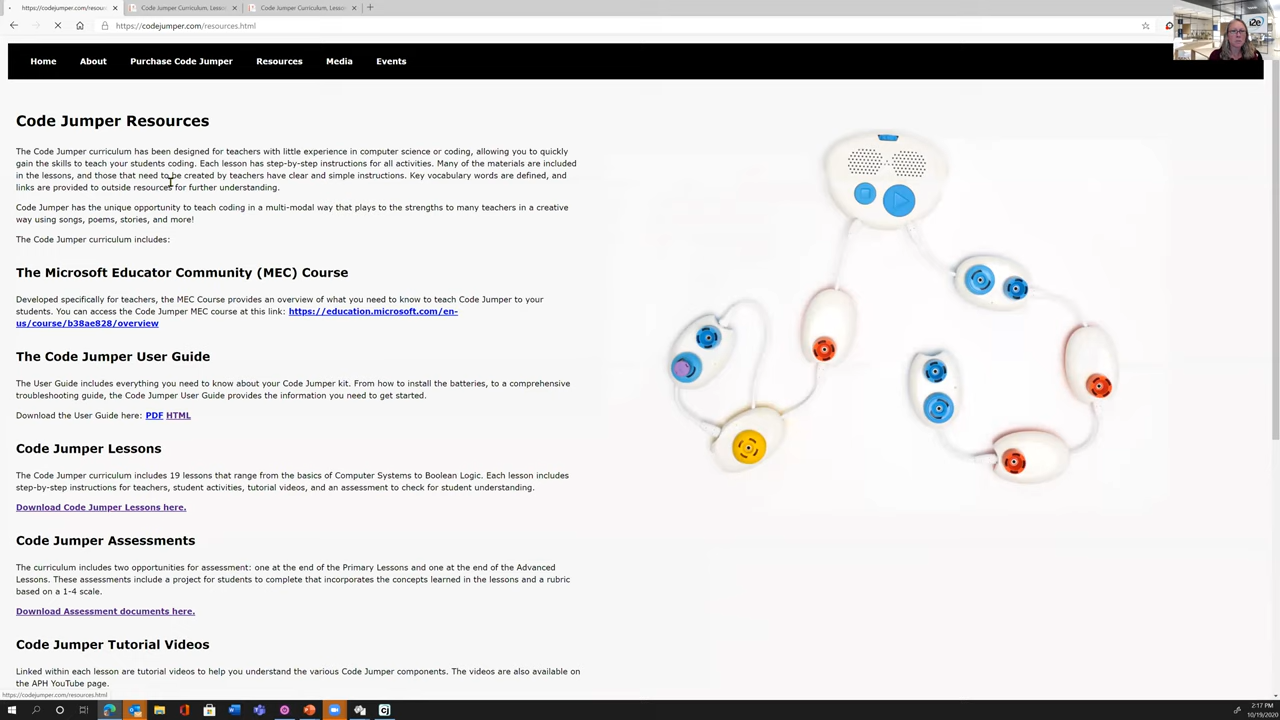 https://codejumper.com/resour
Code Jumper Curriculum, Lesso
Code Jumper Curriculum, Lesso
https://codejumper.com/resources.html
i2e
Home About Purchase Code Jumper Resources Media Events
Code Jumper Resources
The Code Jumper curriculum has been designed for teachers with little experience in computer science or coding, allowing you to quickly
gain the skills to teach your students coding. Each lesson has step-by-step instructions for all activities. Many of the materials are included
in the lessons, and those that need to be created by teachers have clear and simple instructions. Key vocabulary words are defined, and
links are provided to outside resources for further understanding.
Code Jumper has the unique opportunity to teach coding in a multi-modal way that plays to the strengths to many teachers in a creative
way using songs, poems, stories, and more!
The Code Jumper curriculum includes:
The Microsoft Educator Community (MEC) Course
Developed specifically for teachers, the MEC Course provides an overview of what you need to know to teach Code Jumper to your
students. You can access the Code Jumper MEC course at this link: https://education.microsoft.com/en-
us/course/b38ae828/overview
The Code Jumper User Guide
The User Guide includes everything you need to know about your Code Jumper kit. From how to install the batteries, to a comprehensive
troubleshooting guide, the Code Jumper User Guide provides the information you need to get started.
Download the User Guide here: PDF HTML
Code Jumper Lessons
The Code Jumper curriculum includes 19 lessons that range from the basics of Computer Systems to Boolean Logic. Each lesson includes
step-by-step instructions for teachers, student activities, tutorial videos, and an assessment to check for student understanding.
Download Code Jumper Lessons here.
Code Jumper Assessments
The curriculum includes two opportunities for assessment: one at the end of the Primary Lessons and one at the end of the Advanced
Lessons. These assessments include a project for students to complete that incorporates the concepts learned in the lessons and a rubric
based on a 1-4 scale.
Download Assessment documents here.
Code Jumper Tutorial Videos
Linked within each lesson are tutorial videos to help you understand the various Code Jumper components. The videos are also available on
the APH YouTube page.
https://codejumper.com/resources.html
2:17 PM
10/19/2020